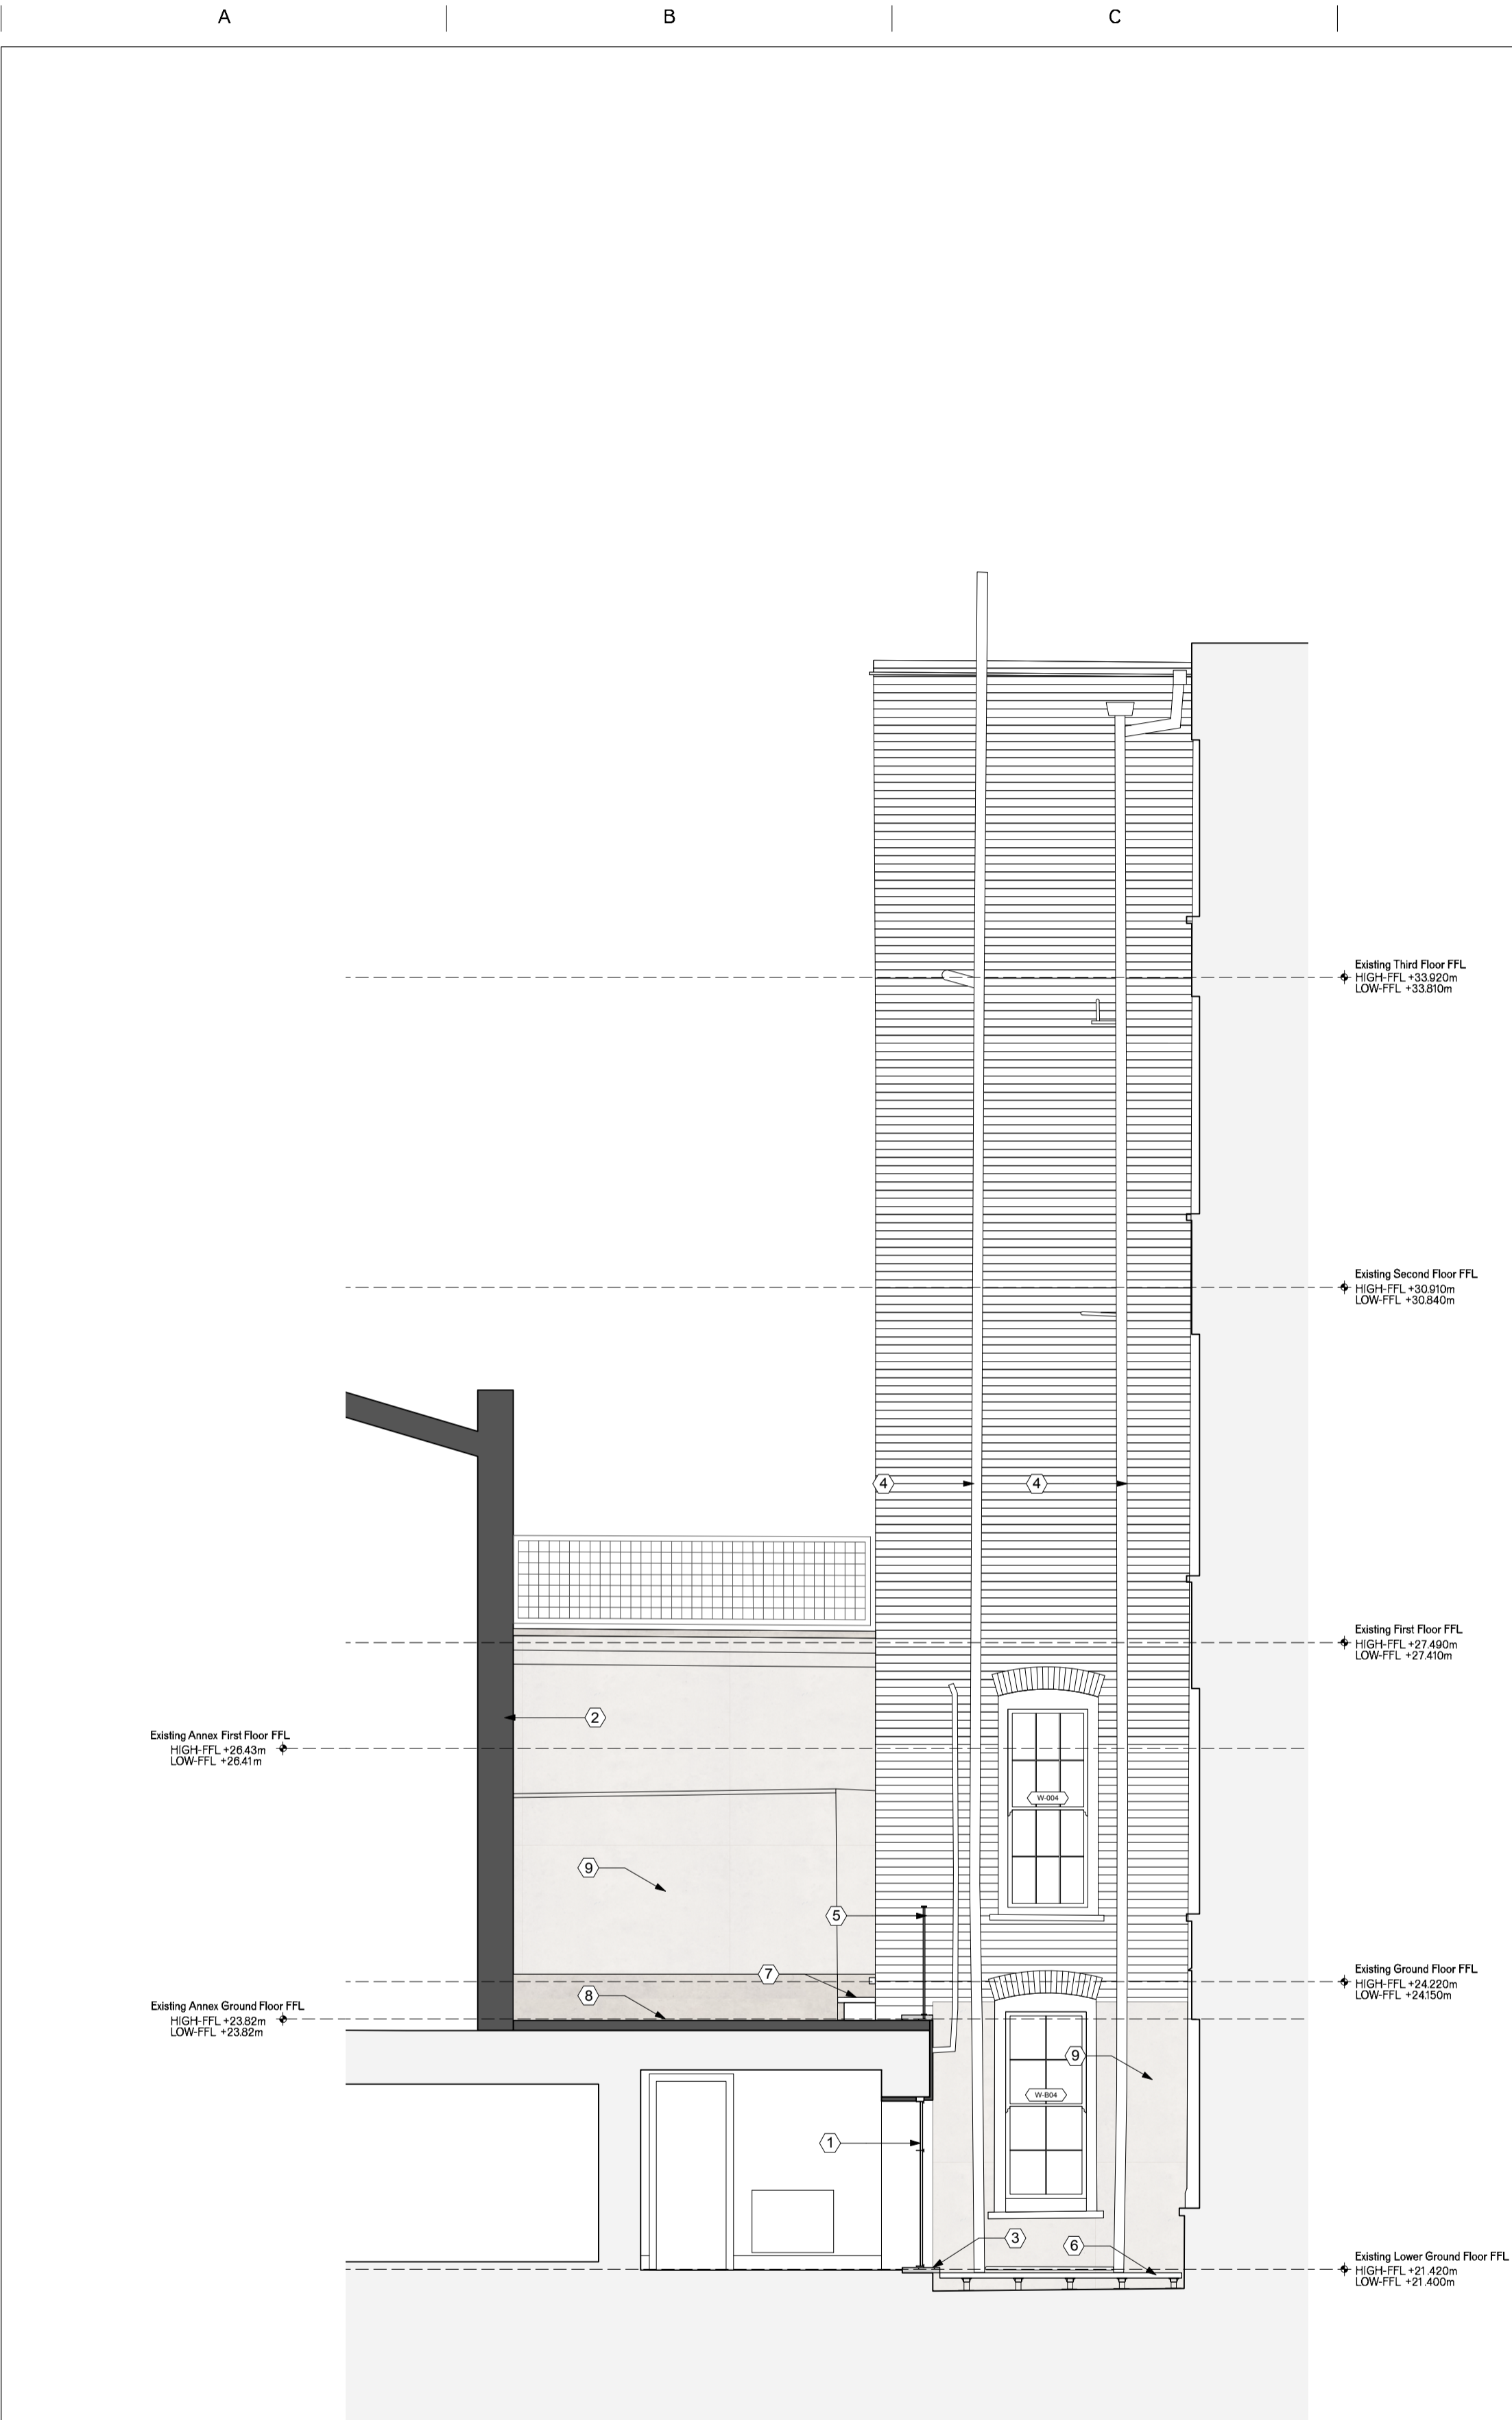 A
B
C
Existing Third Floor FFL
HIGH-FFL +33.920m
LOW-FFL +33.810m
Existing Second Floor FFL
HIGH-FFL +30.910m
LOW-FFL +30.840m
4
4
Existing First Floor FFL
HIGH-FFL +27.490m
LOW-FFL +27.410m
2
Existing Annex First Floor FFL
HIGH-FFL +26.43m
LOW-FFL +26.41m
W-004
9
5
7
Existing Ground Floor FFL
HIGH-FFL +24.220m
LOW-FFL +24.150m
8
Existing Annex Ground Floor FFL
HIGH-FFL +23.82m
LOW-FFL +23.82m
9
W-B04
1
3
6
Existing Lower Ground Floor FFL
HIGH-FFL +21.420m
LOW-FFL +21.400m